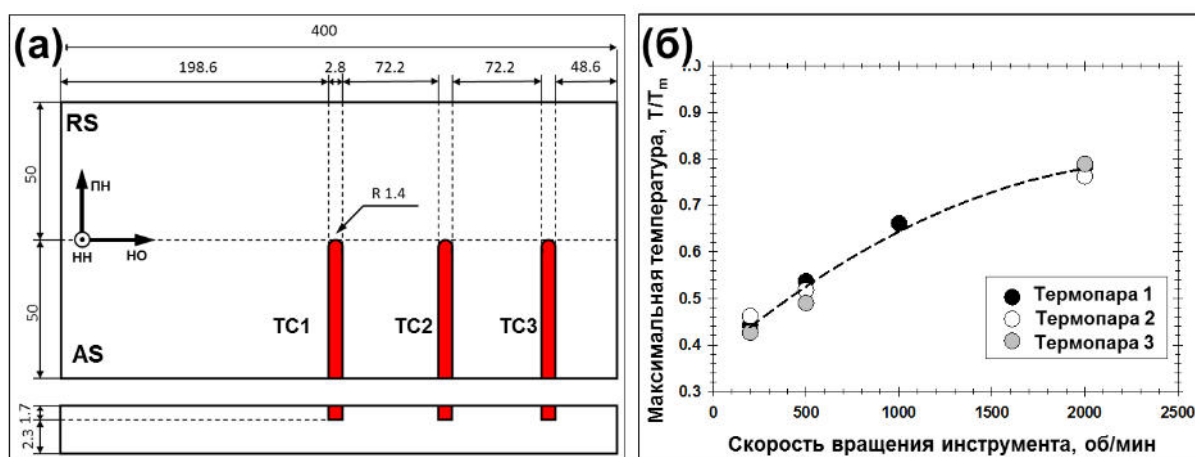 (а)
400
198.6
2.8
72.2
72.2
48.6
RS
50
ПН
R 1.4
НН
НО
50
TC1
TC2
TC3
AS
1.7
2.3
(б)
Максимальная температура, T/Tm
1.0
0.9
0.8
0.7
0.6
0.5
0.4
0.3
Термопара 1
Термопара 2
Термопара 3
0
500
1000
1500
2000
2500
Скорость вращения инструмента, об/мин